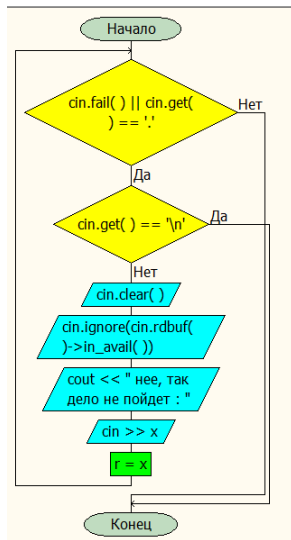 Начало
cin.fail( ) || cin.get(
) == '.'
Нет
Да
cin.get( ) == '\n'
Да
Нет
cin.clear( )
cin.ignore(cin.rdbuf(
)->in_avail( ))
cout << " нее, так
дело не пойдет : "
cin >> x
r = x
Конец